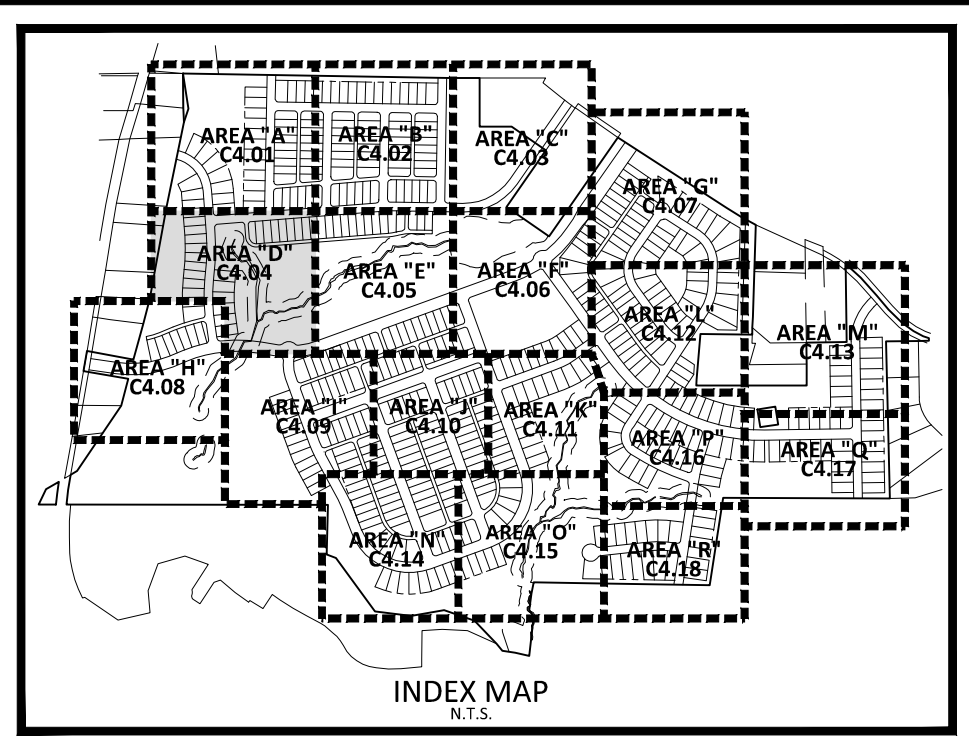 AREA "A"
C4.01
AREA "B"
C4.02
AREA "C"
C4.03
AREA "G"
C4.07
AREA "D"
C4.04
AREA "E"
C4.05
AREA "F"
C4.06
AREA "L"
C4.12
AREA "M"
C4.13
AREA "H"
C4.08
AREA "I"
C4.09
AREA "J"
C4.10
AREA "K"
C4.11
AREA "P"
C4.16
AREA "Q"
C4.17
AREA "N"
C4.14
AREA "O"
C4.15
AREA "R"
C4.18
INDEX MAP
N.T.S.